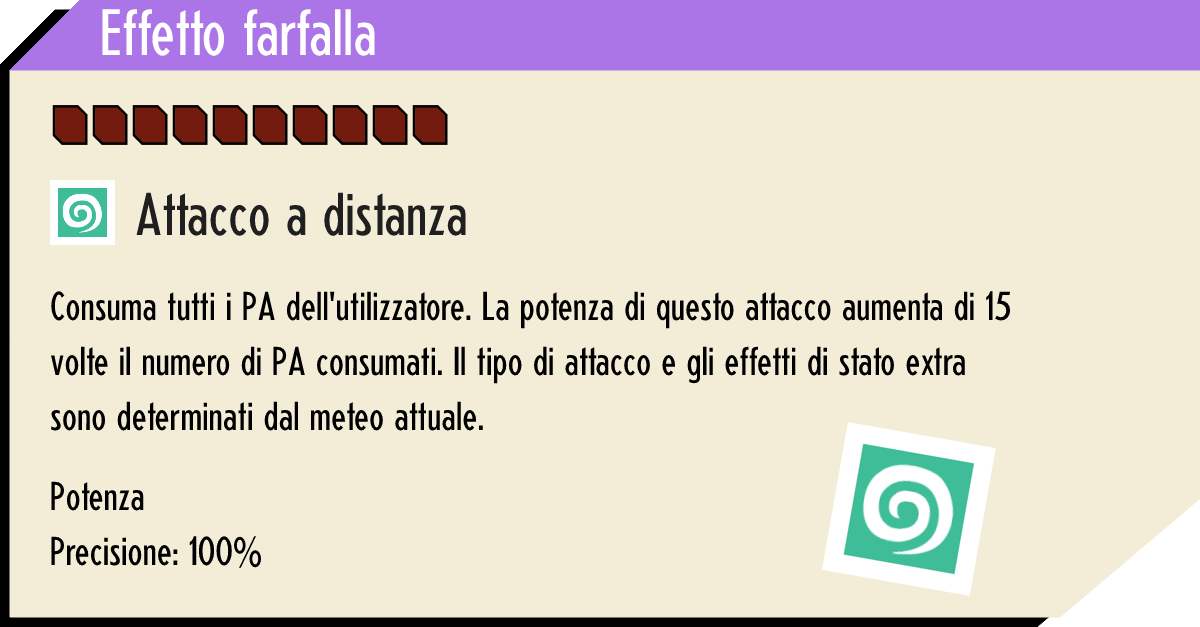 Effetto farfalla
Attacco a distanza
Consuma tutti i PA dell'utilizzatore. La potenza di questo attacco aumenta di 15
volte il numero di PA consumati. Il tipo di attacco e gli effetti di stato extra
sono determinati dal meteo attuale.
Potenza
Precisione: 100%